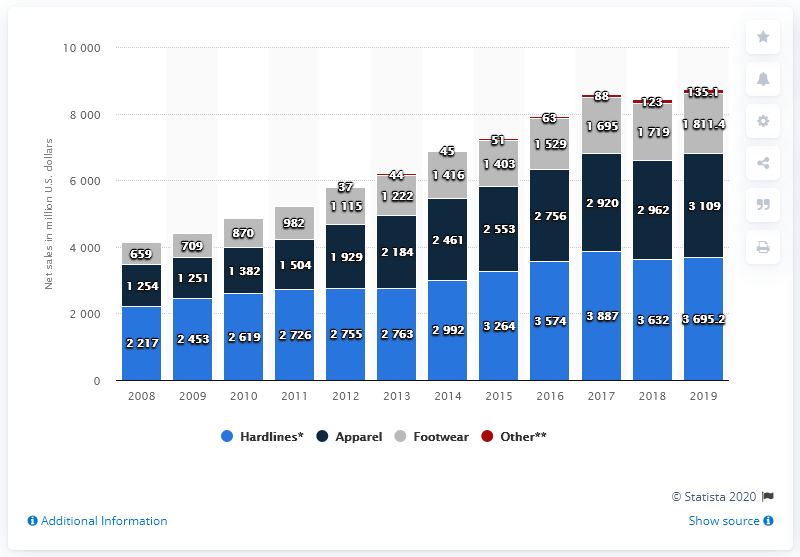 Net sales in million U.S. dollars
10 000
8 000
6 000
4 000
2 000
0
659 709 870 982 37 44 45 51 63 88 123 135.1
1 115 1 222 1 416 1 403 1 529 1 695 1 719 1 811.4
1 254 1 251 1 382 1 504 1 929 2 184 2 461 2 553 2 756 2 920 2 962 3 109
2 217 2 453 2 619 2 726 2 755 2 763 2 992 3 264 3 574 3 887 3 632 3 695.2
2008 2009 2010 2011 2012 2013 2014 2015 2016 2017 2018 2019
Hardlines* Apparel Footwear Other**
© Statista 2020
Additional Information
Show source